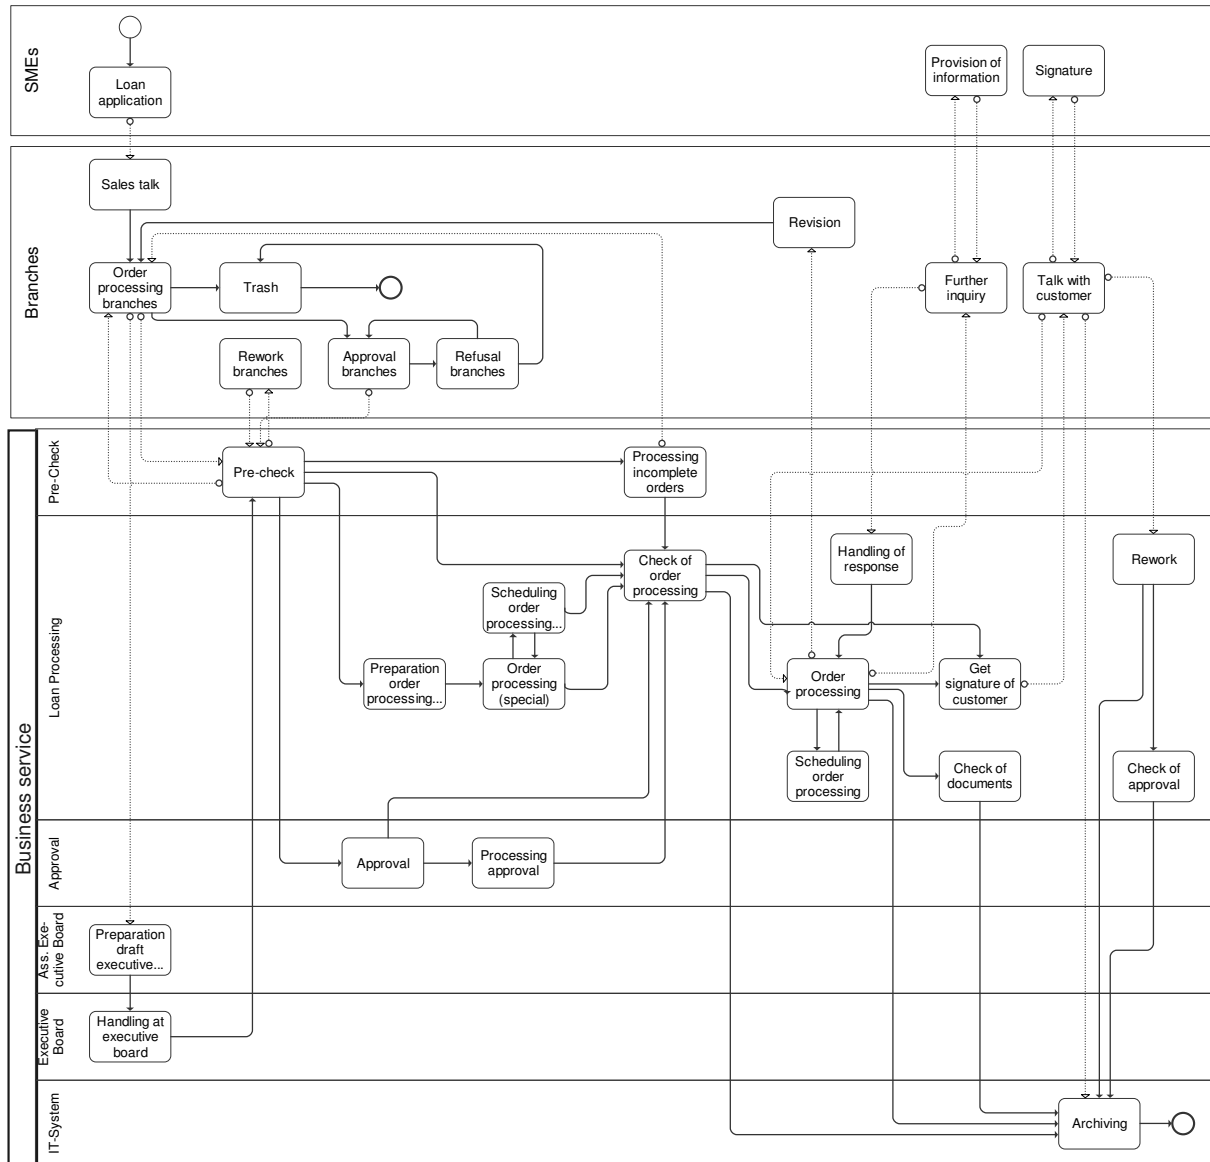 SMEs
Loan
application
Provision of
information
Signature
Branches
Sales talk
Revision
Order
processing
branches
Trash
Further
inquiry
Talk with
customer
Rework
branches
Approval
branches
Refusal
branches
Business service
Pre-Check
Pre-check
Processing
incomplete
orders
Loan Processing
Handling of
response
Rework
Check of
order
processing
Scheduling
order
processing...
Preparation
order
processing...
Order
processing
(special)
Order
processing
Get
signature of
customer
Scheduling
order
processing
Check of
documents
Check of
approval
Approval
Approval
Processing
approval
Ass. Exe-
cutive Board
Preparation
draft
executive...
Executive
Board
Handling at
executive
board
IT-System
Archiving